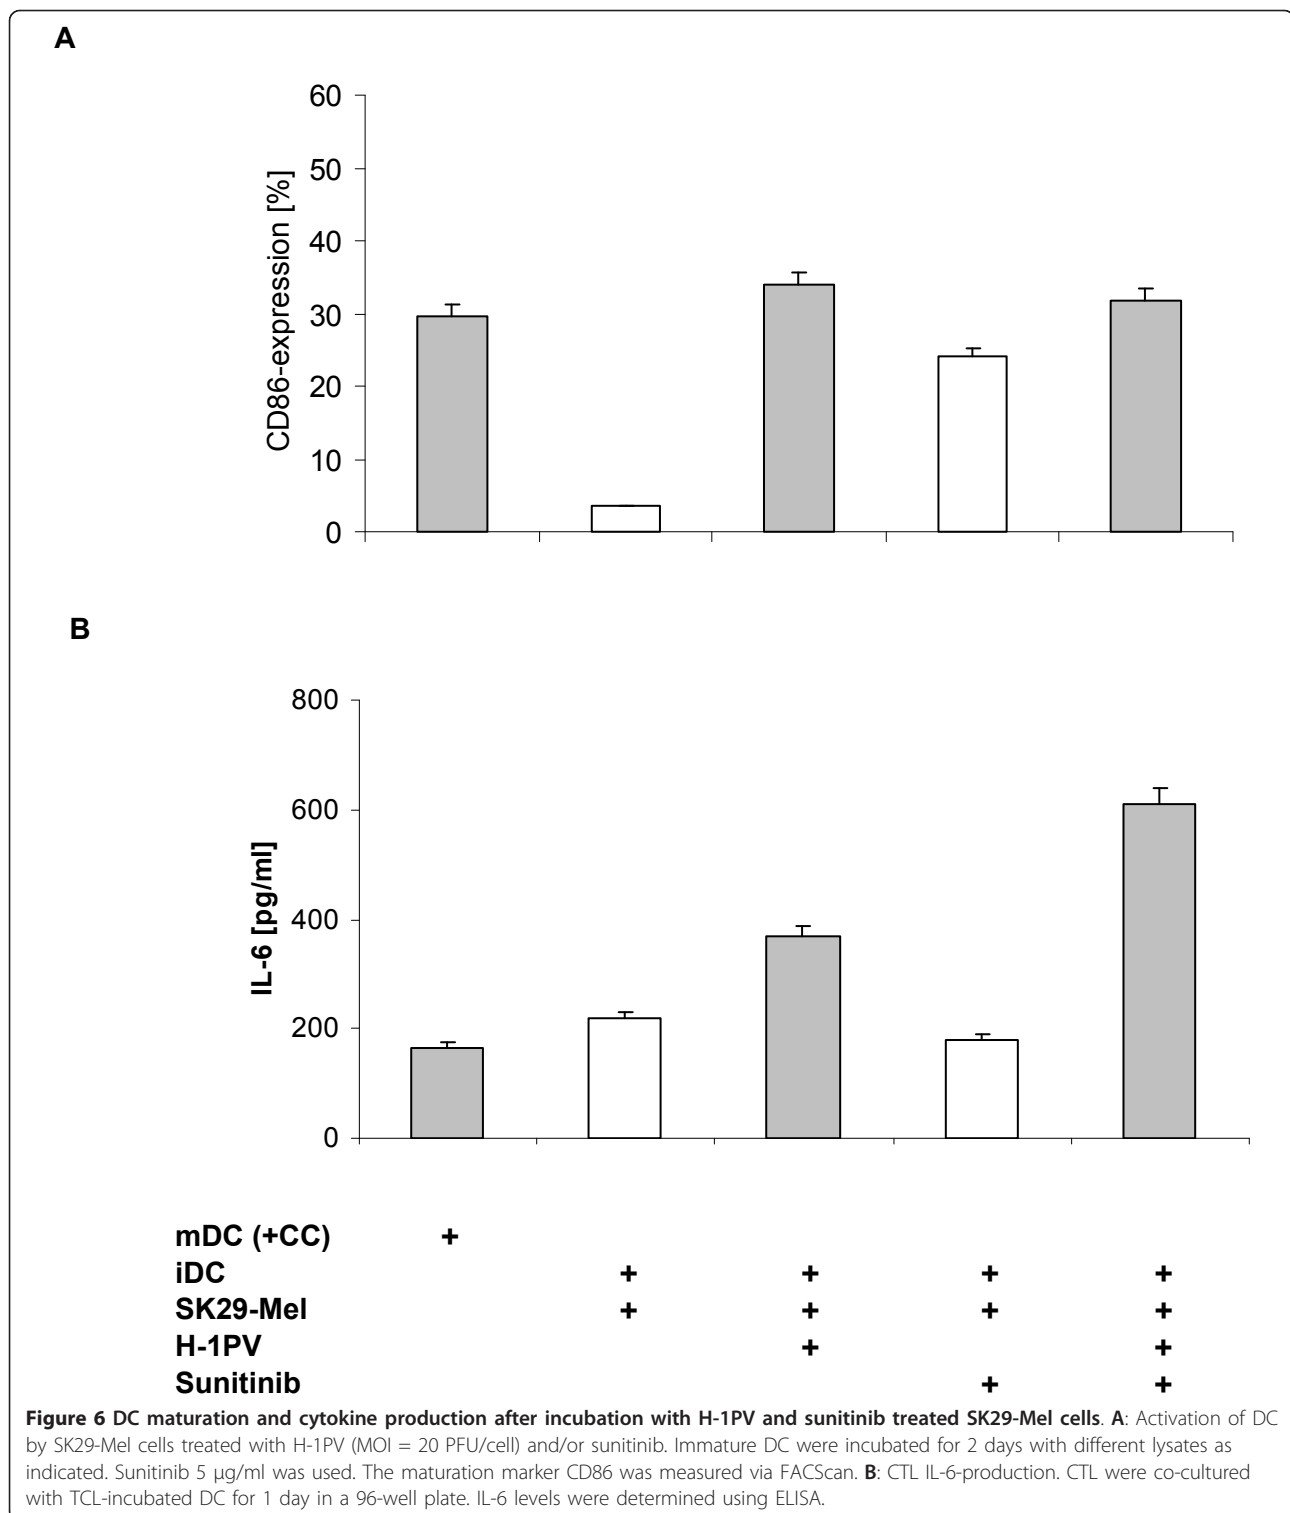 A
60
50
40
30
20
10
0
CD86-expression [%]
B
800
600
400
200
0
IL-6 [pg/ml]
mDC (+CC) +
iDC + + + +
SK29-Mel + + + +
H-1PV + +
Sunitinib + +
Figure 6 DC maturation and cytokine production after incubation with H-1PV and sunitinib treated SK29-Mel cells. A: Activation of DC
by SK29-Mel cells treated with H-1PV (MOI = 20 PFU/cell) and/or sunitinib. Immature DC were incubated for 2 days with different lysates as
indicated. Sunitinib 5 μg/ml was used. The maturation marker CD86 was measured via FACScan. B: CTL IL-6-production. CTL were co-cultured
with TCL-incubated DC for 1 day in a 96-well plate. IL-6 levels were determined using ELISA.